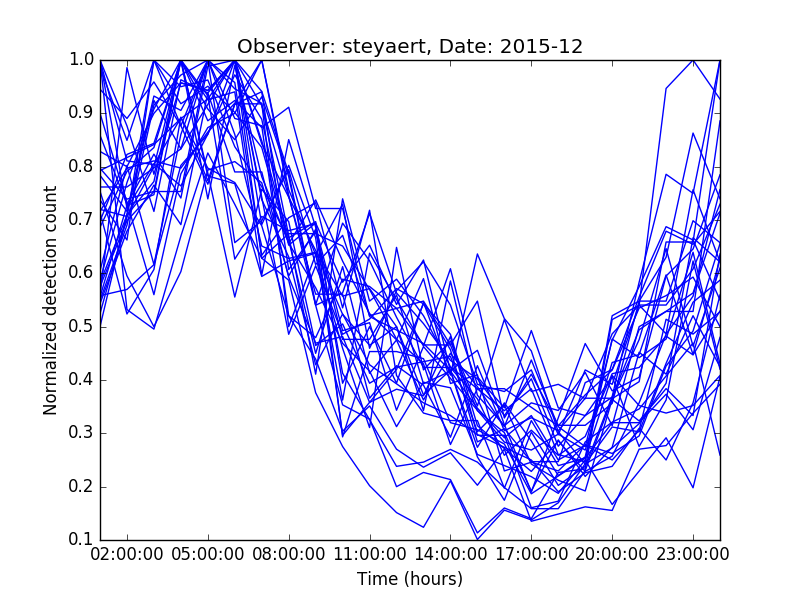 Observer: steyaert, Date: 2015-12
Normalized detection count
1.0
0.9
0.8
0.7
0.6
0.5
0.4
0.3
0.2
0.1
02:00:00 05:00:00 08:00:00 11:00:00 14:00:00 17:00:00 20:00:00 23:00:00
Time (hours)